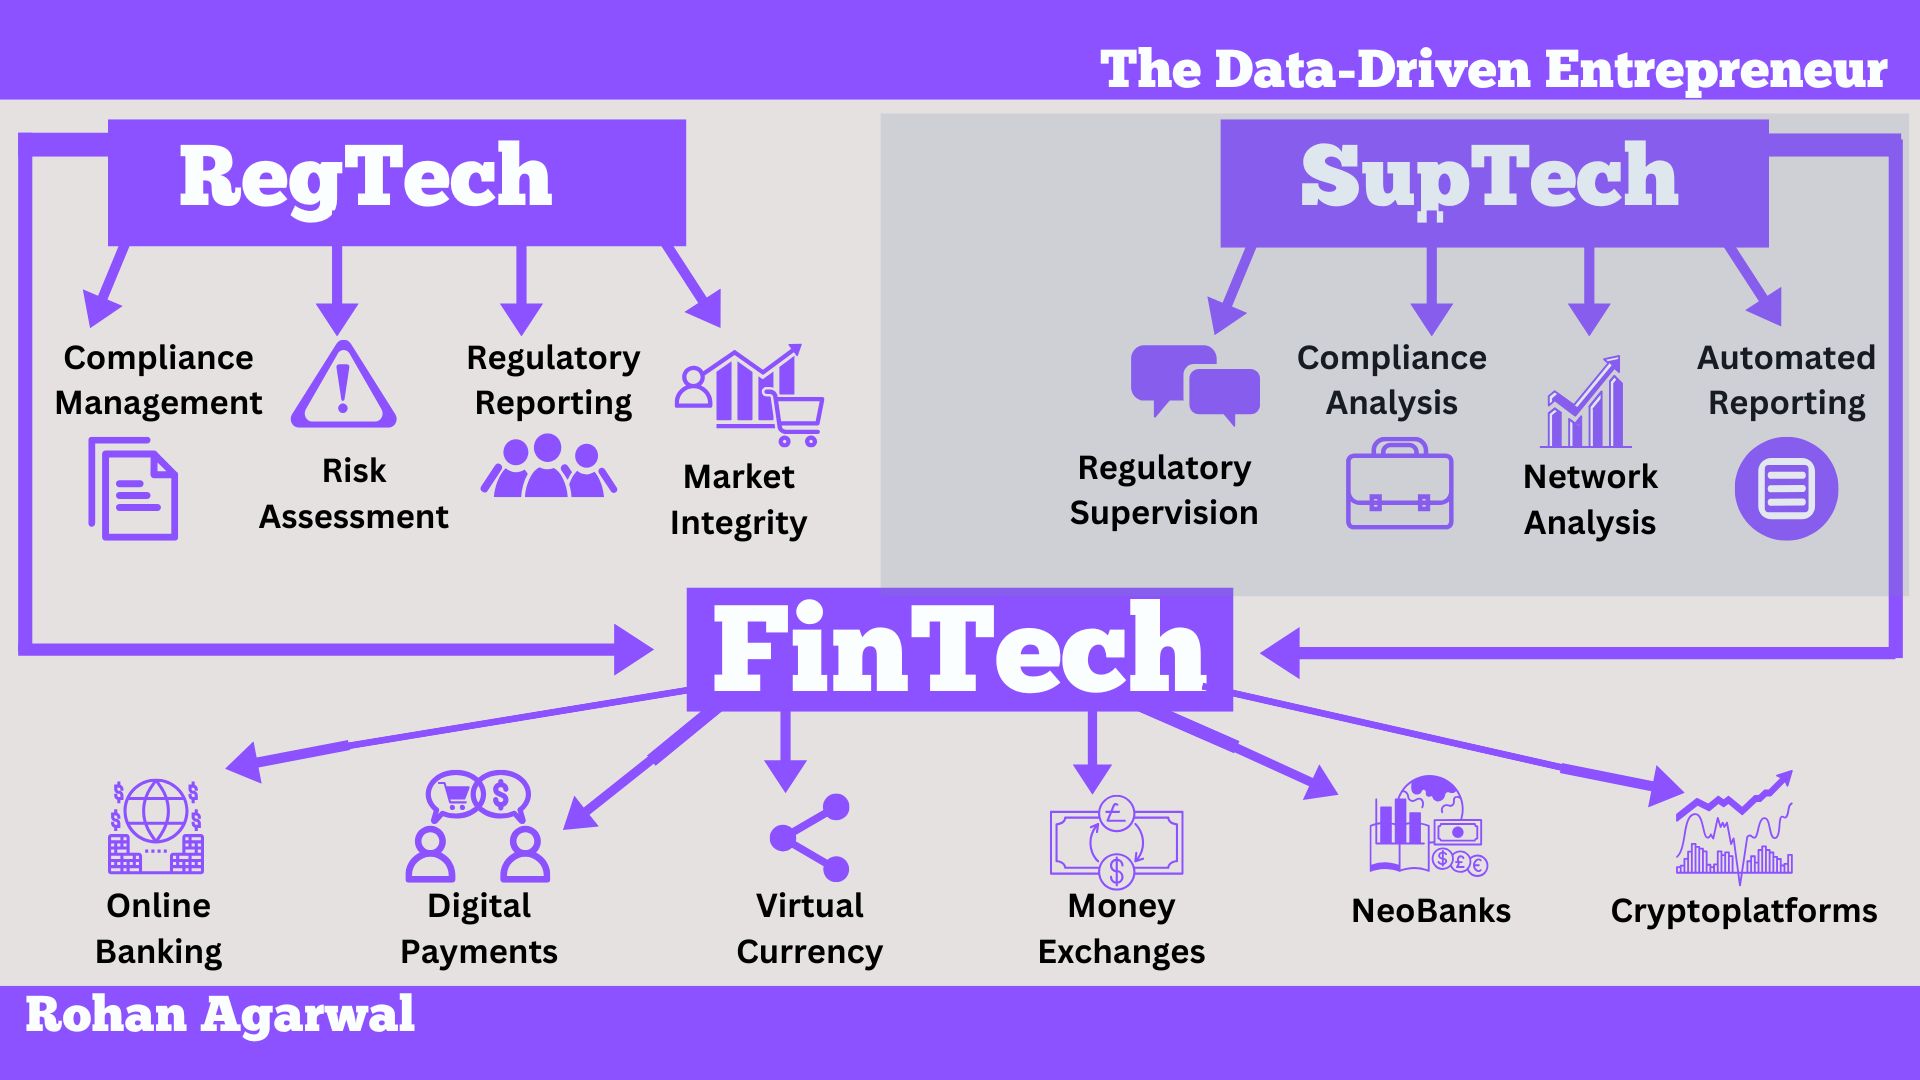 The Data-Driven Entrepreneur
RegTech
SupTech
Compliance
Management
Risk
Assessment
Regulatory
Reporting
Market
Integrity
Regulatory
Supervision
Compliance
Analysis
Network
Analysis
Automated
Reporting
FinTech
Online
Banking
Digital
Payments
Virtual
Currency
Money
Exchanges
NeoBanks
Cryptoplatforms
Rohan Agarwal